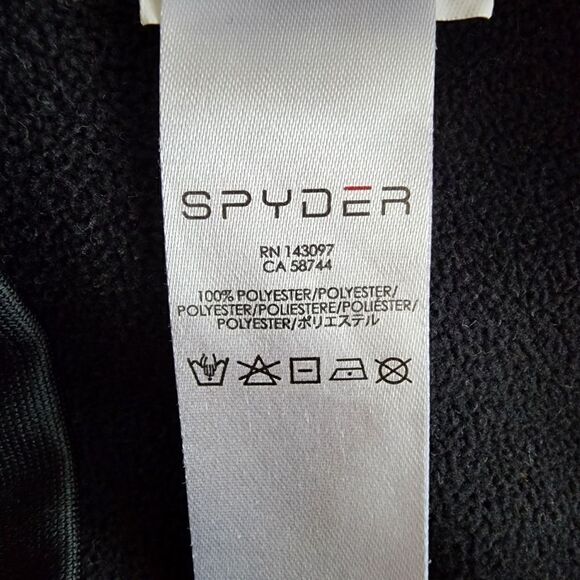 SPYDER
RN 143097
CA 58744
100% POLYESTER/POLYESTER/
POLYESTER/POLIESTERE/POLIÉSTER/
POLYESTER/ポリエステル